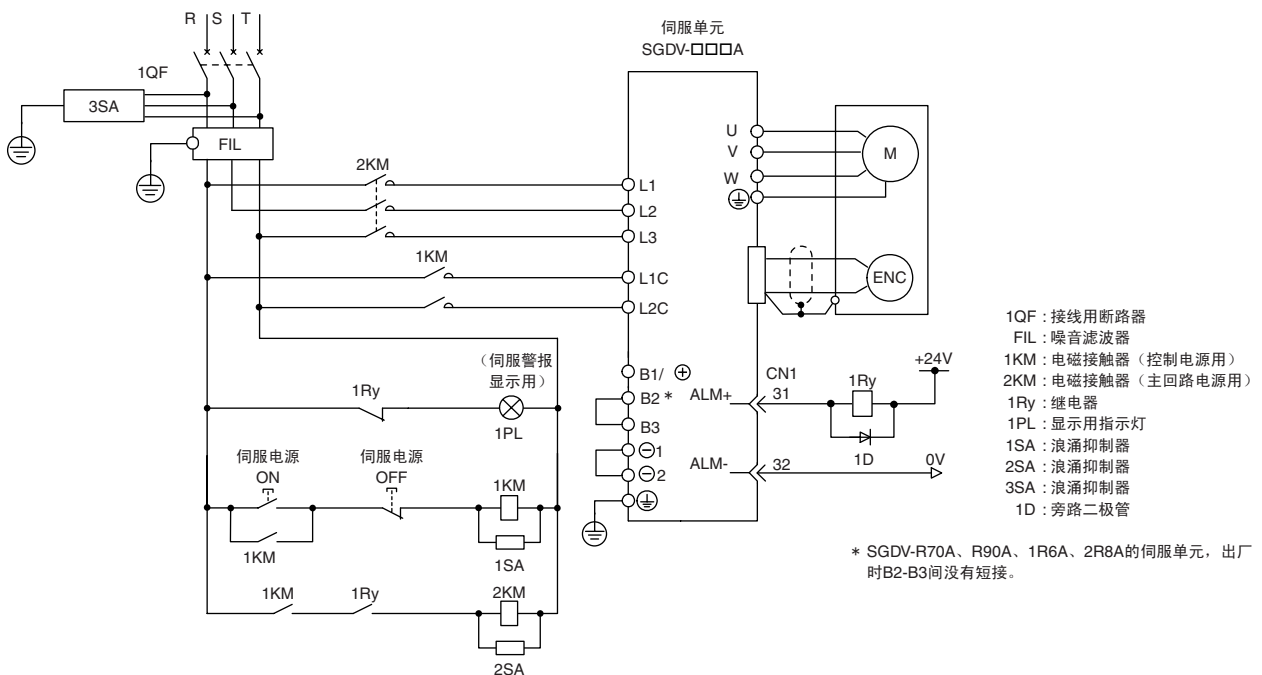 R S T
伺服单元
SGDV-□□□A
1QF
3SA
FIL
U
V
W
M
2KM
L1
L2
L3
1KM
L1C
L2C
ENC
1QF：接线用断路器
FIL：噪音滤波器
1KM：电磁接触器（控制电源用）
2KM：电磁接触器（主回路电源用）
1Ry：继电器
1PL：显示用指示灯
1SA：浪涌抑制器
2SA：浪涌抑制器
3SA：浪涌抑制器
1D：旁路二极管
（伺服警报
显示用）
1Ry
1PL
B1/ ⊕
B2 *
B3
⊖1
⊖2
CN1
ALM+ 31
1Ry
+24V
1D
ALM- 32
0V
伺服电源
ON
伺服电源
OFF
1KM
1KM
1SA
1KM
1Ry
2KM
2SA
* SGDV-R70A、R90A、1R6A、2R8A的伺服单元，出厂
时B2-B3间没有短接。